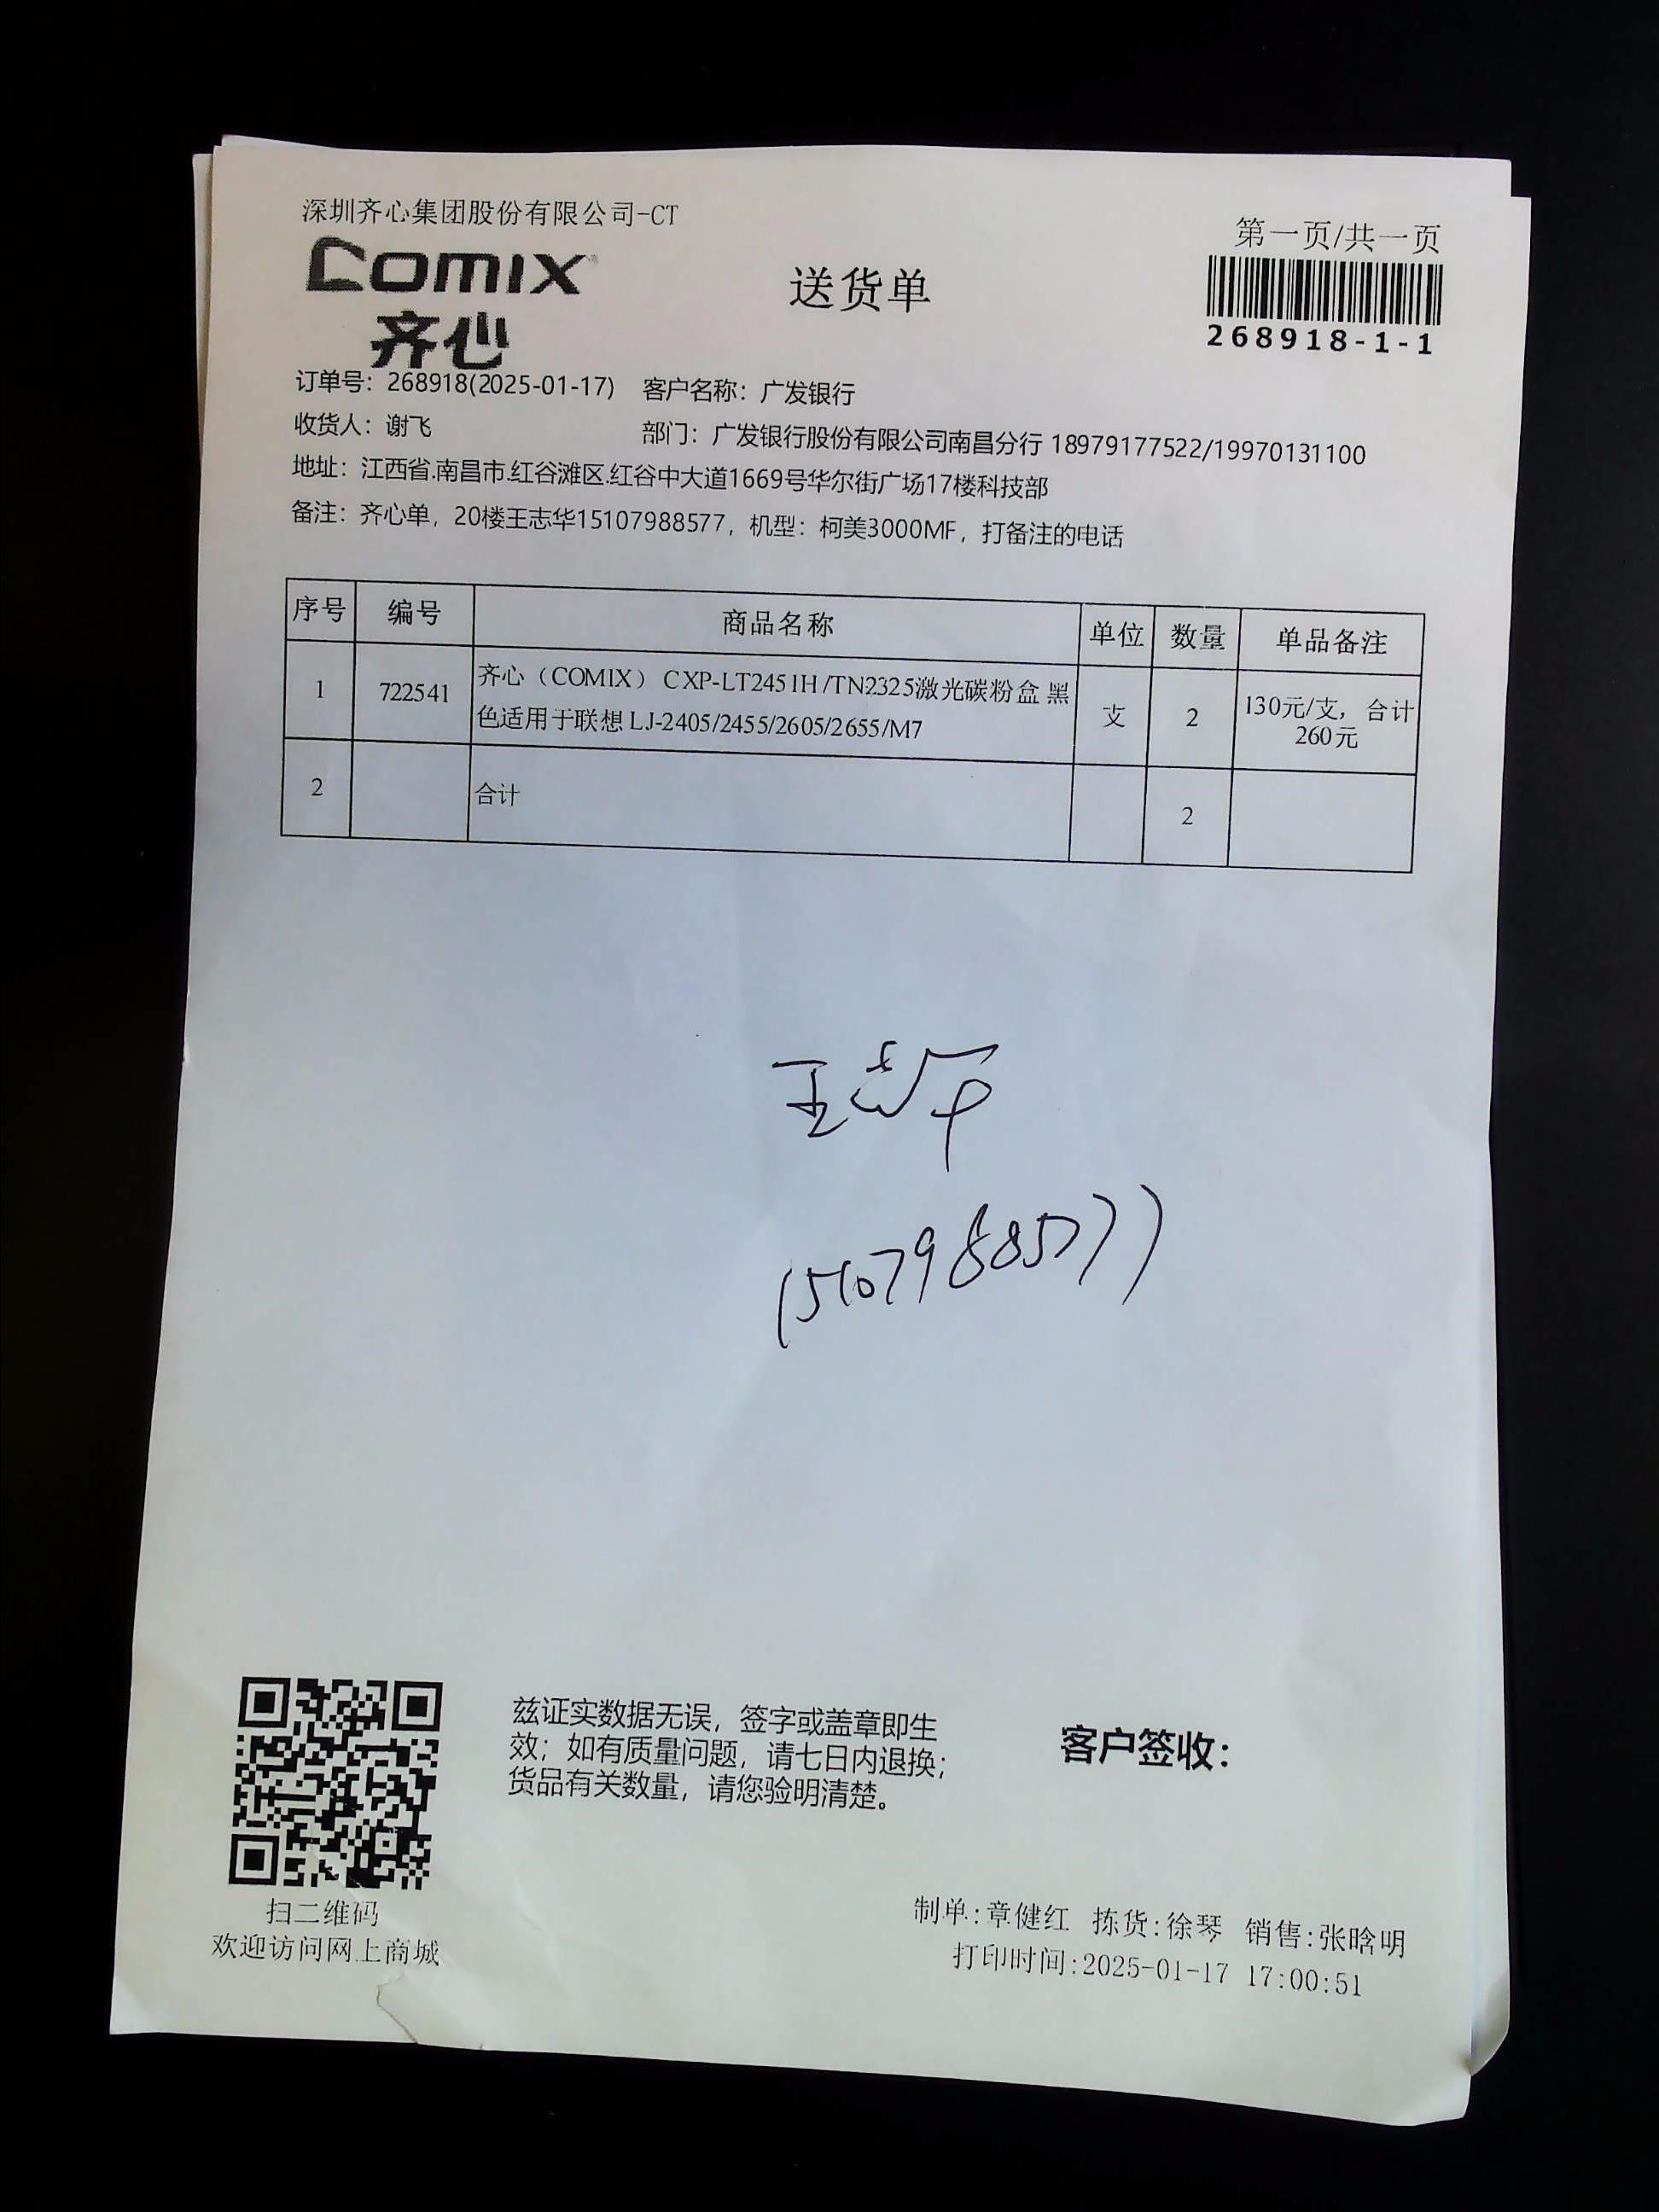 深圳齐心集团股份有限公司-CT
第一页/共一页
COMIX
齐心
送货单
268918-1-1
订单号：268918(2025-01-17) 客户名称：广发银行
收货人：谢飞 部门：广发银行股份有限公司南昌分行 18979177522/19970131100
地址：江西省.南昌市.红谷滩区.红谷中大道1669号华尔街广场17楼科技部
备注：齐心单，20楼王志华15107988577，机型：柯美3000MF，打备注的电话
序号 编号 商品名称 单位 数量 单品备注
1 722541 齐心（COMIX） CXP-LT2451H/TN2325激光碳粉盒 黑
色适用于联想 LJ-2405/2455/2605/2655/M7 支 2 130元/支，合计
260元
2 合计 2
王志华
15107988577
兹证实数据无误，签字或盖章即生
效；如有质量问题，请七日内退换；
货品有关数量，请您验明清楚。
客户签收：
扫二维码
欢迎访问网上商城
制单:章健红 拣货:徐琴 销售:张晗明
打印时间:2025-01-17 17:00:51